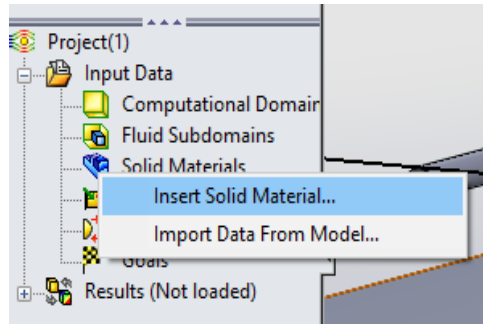 Project(1)
Input Data
Computational Domain
Fluid Subdomains
Solid Materials
Insert Solid Material...
Import Data From Model...
Goals
Results (Not loaded)